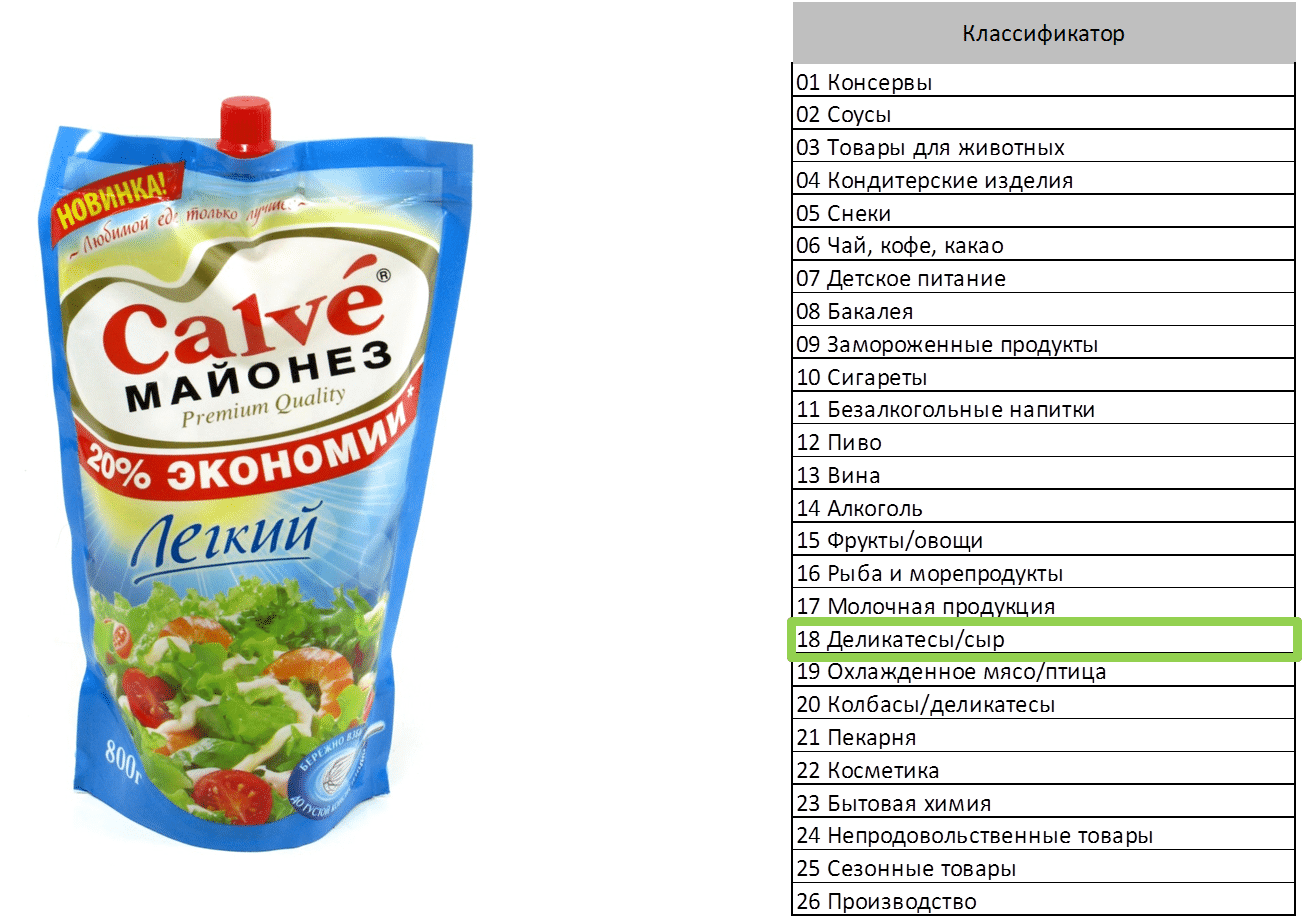 НОВИНКА!
~ Любимой еде только лучшее ~
Calvé®
МАЙОНЕЗ
Premium Quality
20% ЭКОНОМИИ*
Легкий
800г
БЕРЕЖНО
ДО ГУСТОЙ
Классификатор
01 Консервы
02 Соусы
03 Товары для животных
04 Кондитерские изделия
05 Снеки
06 Чай, кофе, какао
07 Детское питание
08 Бакалея
09 Замороженные продукты
10 Сигареты
11 Безалкогольные напитки
12 Пиво
13 Вина
14 Алкоголь
15 Фрукты/овощи
16 Рыба и морепродукты
17 Молочная продукция
18 Деликатесы/сыр
19 Охлажденное мясо/птица
20 Колбасы/деликатесы
21 Пекарня
22 Косметика
23 Бытовая химия
24 Непродовольственные товары
25 Сезонные товары
26 Производство